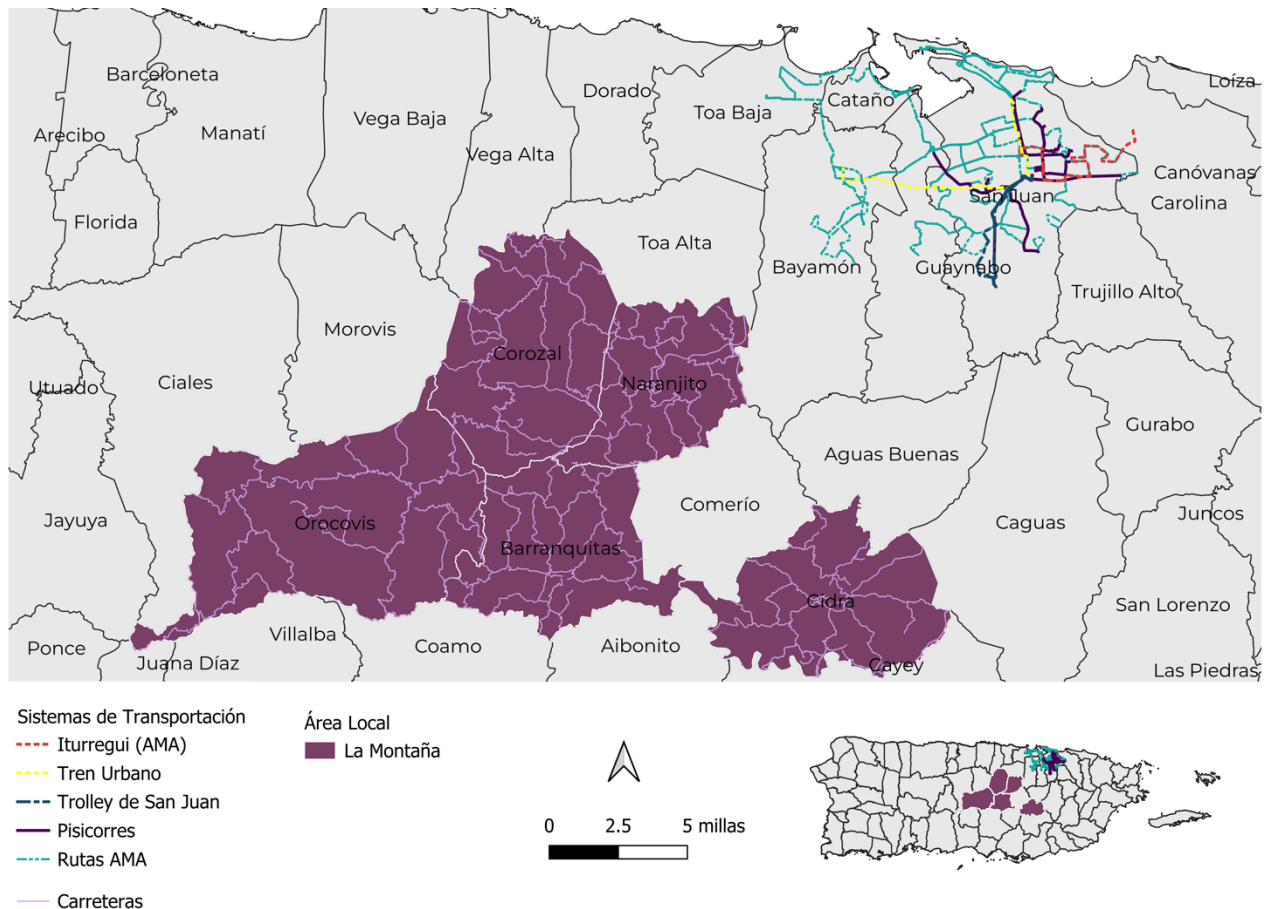 Barceloneta
Loíza
Dorado
Cataño
Toa Baja
Vega Baja
Arecibo
Manatí
Vega Alta
Canóvanas
San Juan
Carolina
Florida
Toa Alta
Bayamón
Guaynabo
Trujillo Alto
Morovis
Corozal
Naranjito
Ciales
Utuado
Gurabo
Aguas Buenas
Comerío
Juncos
Jayuya
Orocovis
Caguas
Barranquitas
Cidra
San Lorenzo
Villalba
Ponce
Coamo
Aibonito
Juana Díaz
Cayey
Las Piedras
Sistemas de Transportación
Iturregui (AMA)
Tren Urbano
Trolley de San Juan
Pisicorres
Rutas AMA
Carreteras
Área Local
La Montaña
0 2.5 5 millas